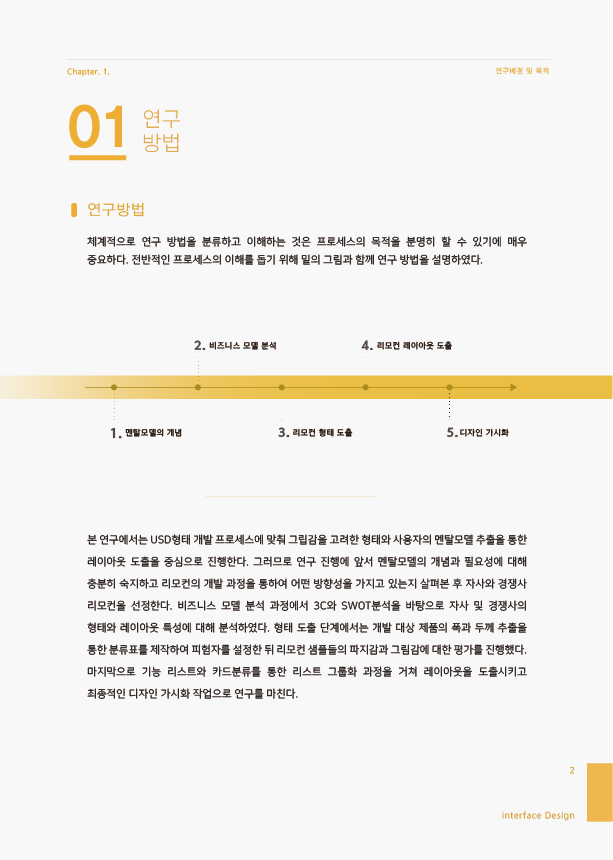 Chapter. 1.
연구배경 및 목적
01
연구
방법
연구방법
체계적으로 연구 방법을 분류하고 이해하는 것은 프로세스의 목적을 분명히 할 수 있기에 매우
중요하다. 전반적인 프로세스의 이해를 돕기 위해 밑의 그림과 함께 연구 방법을 설명하였다.
2. 비즈니스 모델 분석
4. 리모컨 레이아웃 도출
1. 멘탈모델의 개념
3. 리모컨 형태 도출
5. 디자인 가시화
본 연구에서는 USD형태 개발 프로세스에 맞춰 그립감을 고려한 형태와 사용자의 멘탈모델 추출을 통한
레이아웃 도출을 중심으로 진행한다. 그러므로 연구 진행에 앞서 멘탈모델의 개념과 필요성에 대해
충분히 숙지하고 리모컨의 개발 과정을 통하여 어떤 방향성을 가지고 있는지 살펴본 후 자사와 경쟁사
리모컨을 선정한다. 비즈니스 모델 분석 과정에서 3C와 SWOT분석을 바탕으로 자사 및 경쟁사의
형태와 레이아웃 특성에 대해 분석하였다. 형태 도출 단계에서는 개발 대상 제품의 폭과 두께 추출을
통한 분류표를 제작하여 피험자를 설정한 뒤 리모컨 샘플들의 파지감과 그림감에 대한 평가를 진행했다.
마지막으로 기능 리스트와 카드분류를 통한 리스트 그룹화 과정을 거쳐 레이아웃을 도출시키고
최종적인 디자인 가시화 작업으로 연구를 마친다.
2
interface Design